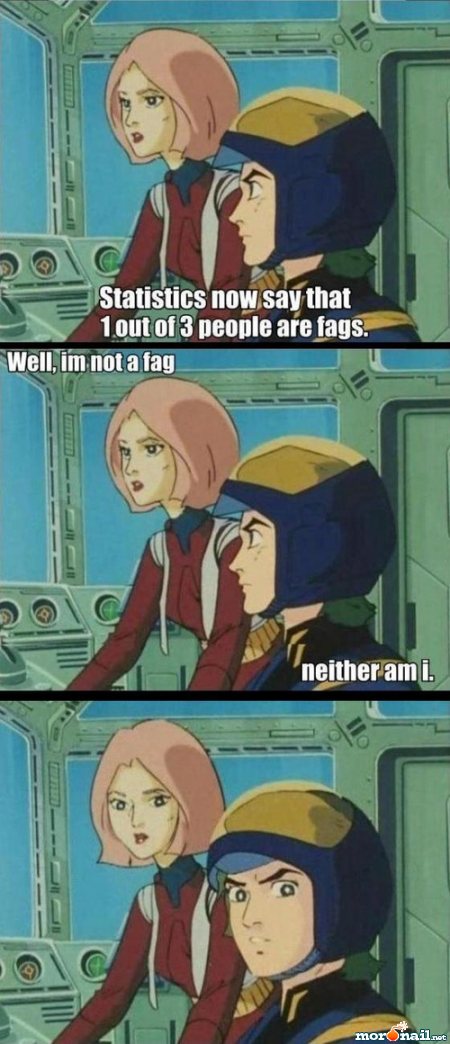 Statistics now say that
1 out of 3 people are fags.
Well, im not a fag
neither am i.
moronail.net